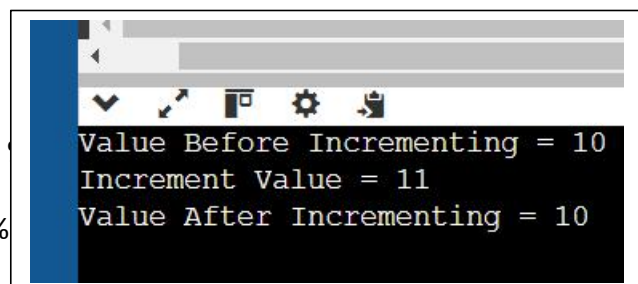 Value Before Incrementing = 10
Increment Value = 11
Value After Incrementing = 10
%